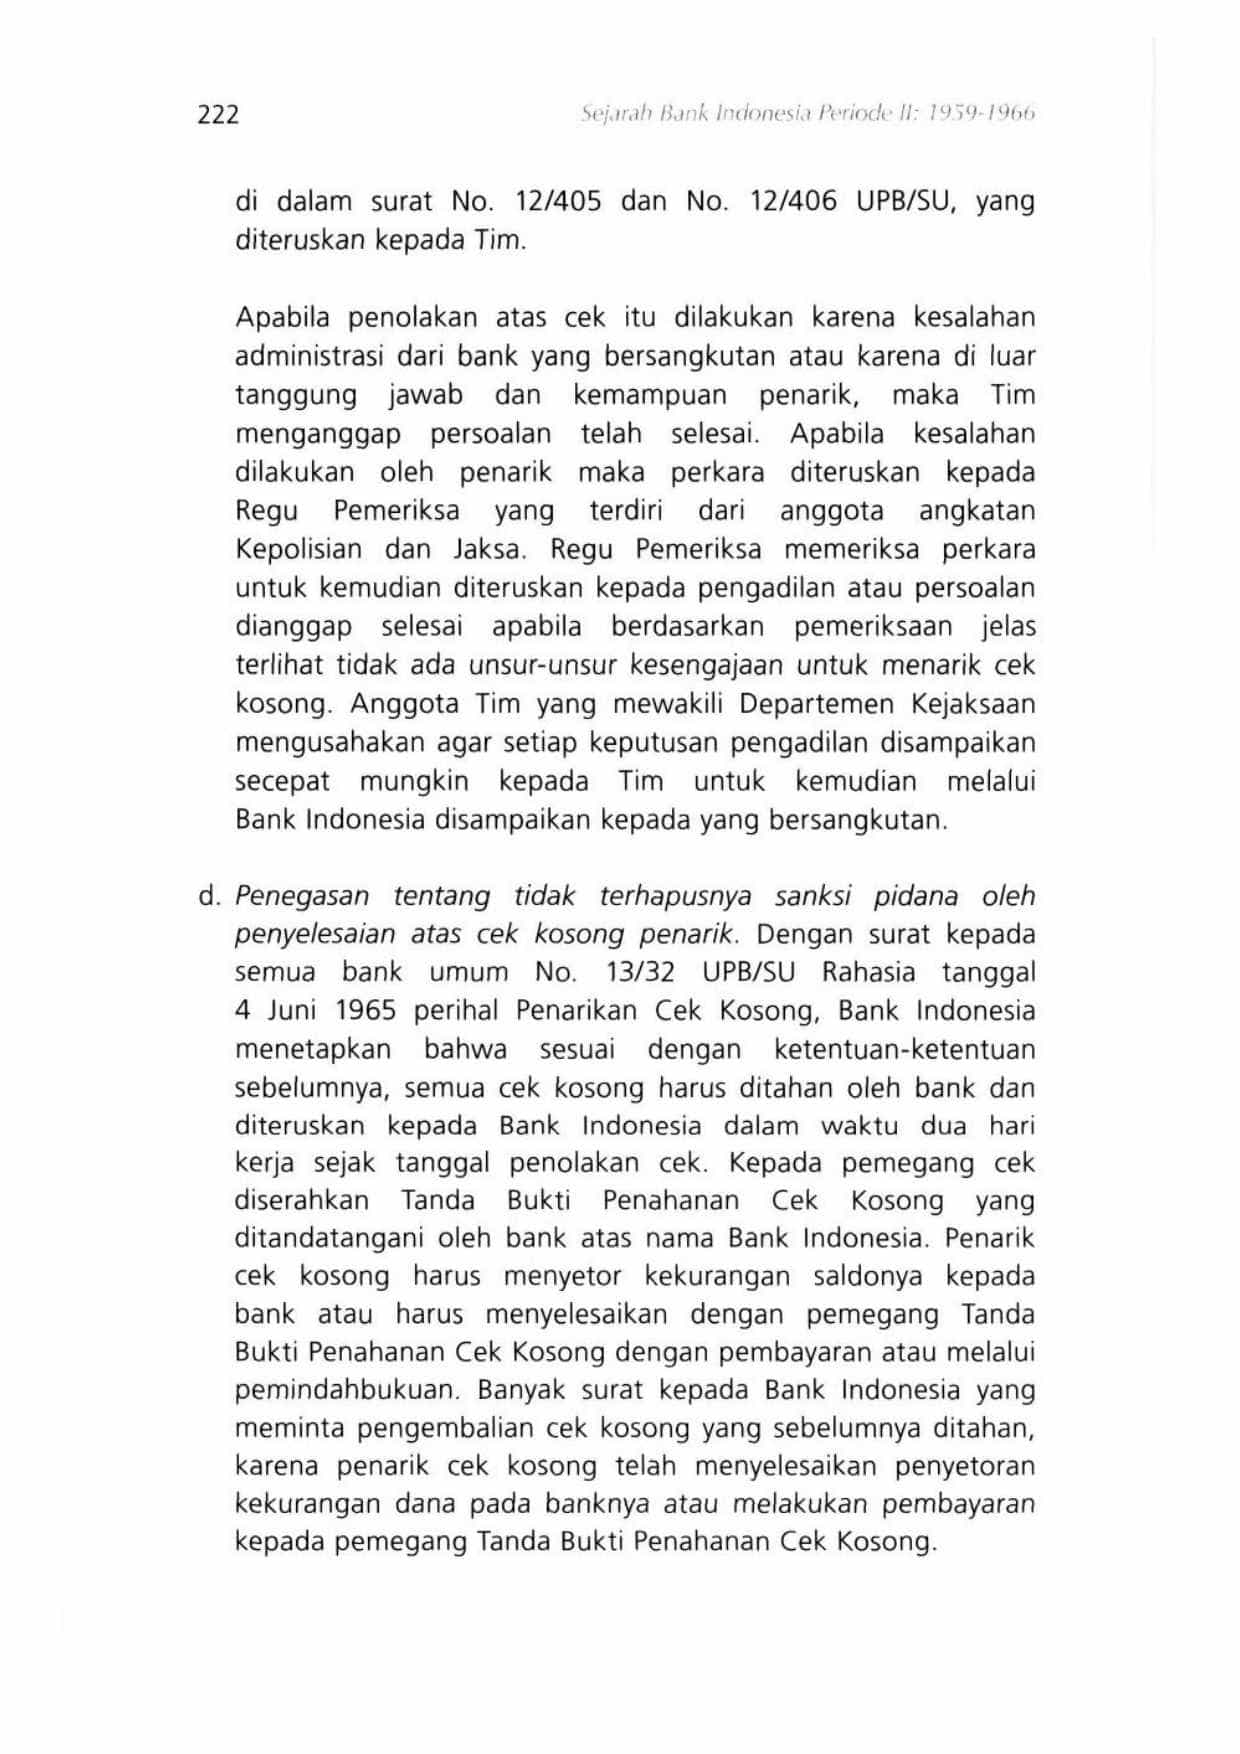 222
Sejarah Bank Indonesia Periode II: 1959-1966
di dalam surat No. 12/405 dan No. 12/406 UPB/SU, yang
diteruskan kepada Tim.
Apabila penolakan atas cek itu dilakukan karena kesalahan
administrasi dari bank yang bersangkutan atau karena di luar
tanggung jawab dan kemampuan penarik, maka Tim
menganggap persoalan telah selesai. Apabila kesalahan
dilakukan oleh penarik maka perkara diteruskan kepada
Regu Pemeriksa yang terdiri dari anggota angkatan
Kepolisian dan Jaksa. Regu Pemeriksa memeriksa perkara
untuk kemudian diteruskan kepada pengadilan atau persoalan
dianggap selesai apabila berdasarkan pemeriksaan jelas
terlihat tidak ada unsur-unsur kesengajaan untuk menarik cek
kosong. Anggota Tim yang mewakili Departemen Kejaksaan
mengusahakan agar setiap keputusan pengadilan disampaikan
secepat mungkin kepada Tim untuk kemudian melalui
Bank Indonesia disampaikan kepada yang bersangkutan.
d. Penegasan tentang tidak terhapusnya sanksi pidana oleh
penyelesaian atas cek kosong penarik. Dengan surat kepada
semua bank umum No. 13/32 UPB/SU Rahasia tanggal
4 Juni 1965 perihal Penarikan Cek Kosong, Bank Indonesia
menetapkan bahwa sesuai dengan ketentuan-ketentuan
sebelumnya, semua cek kosong harus ditahan oleh bank dan
diteruskan kepada Bank Indonesia dalam waktu dua hari
kerja sejak tanggal penolakan cek. Kepada pemegang cek
diserahkan Tanda Bukti Penahanan Cek Kosong yang
ditandatangani oleh bank atas nama Bank Indonesia. Penarik
cek kosong harus menyetor kekurangan saldonya kepada
bank atau harus menyelesaikan dengan pemegang Tanda
Bukti Penahanan Cek Kosong dengan pembayaran atau melalui
pemindahbukuan. Banyak surat kepada Bank Indonesia yang
meminta pengembalian cek kosong yang sebelumnya ditahan,
karena penarik cek kosong telah menyelesaikan penyetoran
kekurangan dana pada banknya atau melakukan pembayaran
kepada pemegang Tanda Bukti Penahanan Cek Kosong.